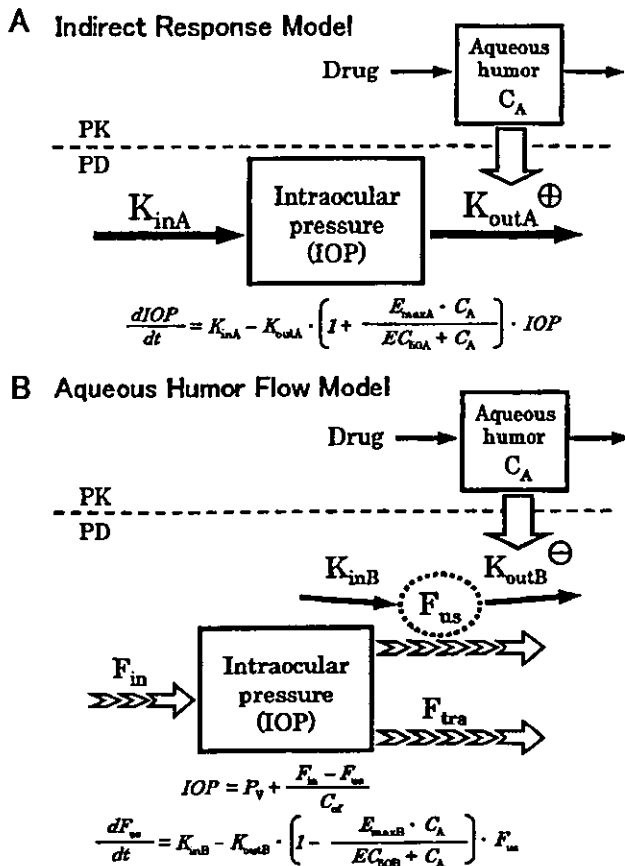 A Indirect Response Model
Drug
Aqueous
humor
C_A
PK
PD
K_inA
Intraocular
pressure
(IOP)
K_outA ⊕
dIOP/dt = K_inA − K_outA · (1 + E_maxA · C_A / EC_50A + C_A) · IOP
B Aqueous Humor Flow Model
Drug
Aqueous
humor
C_A
PK
PD
K_inB
K_outB ⊖
F_us
F_in
Intraocular
pressure
(IOP)
F_tra
IOP = P_V + F_in − F_us / C_of
dF_us/dt = K_inB − K_outB · (1 − E_maxB · C_A / EC_50B + C_A) · F_us